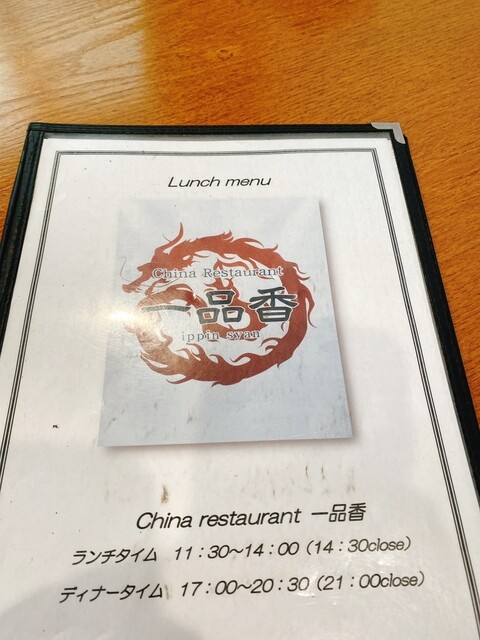 Lunch menu
China Restaurant
一品香
ippin syan
China restaurant 一品香
ランチタイム 11：30～14：00（14：30close）
ディナータイム 17：00～20：30（21：00close）